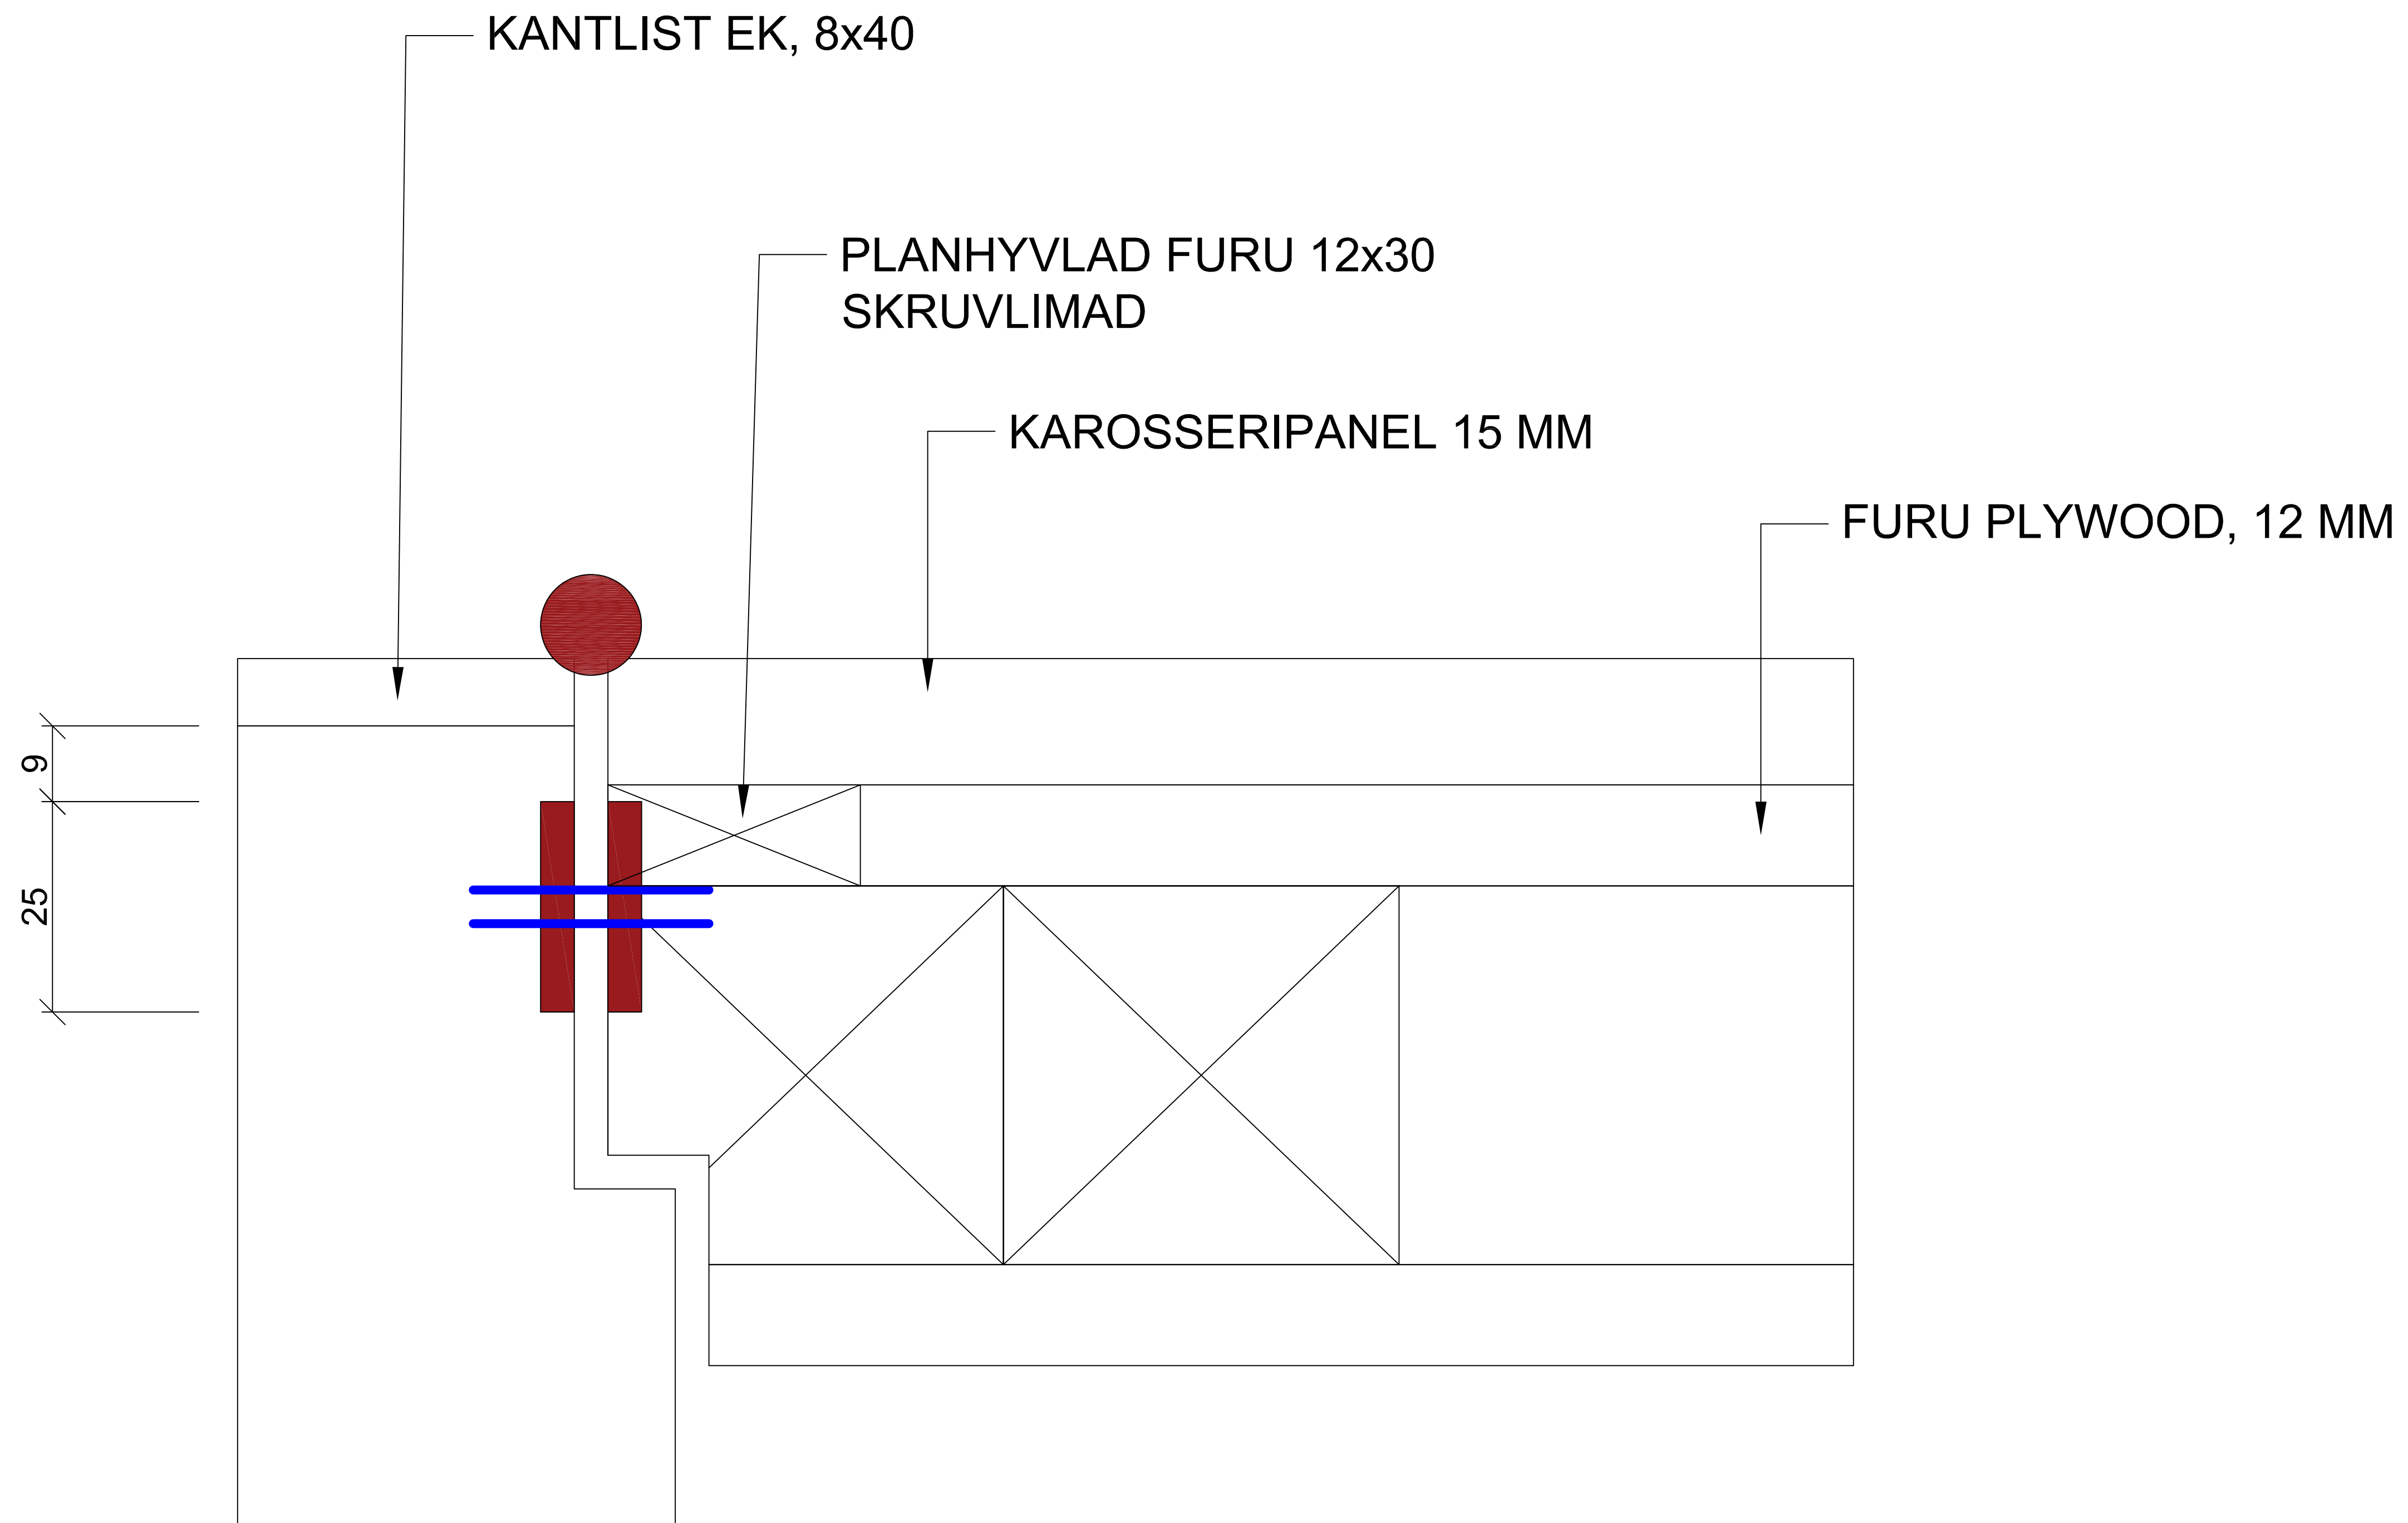 KANTLIST EK, 8x40
PLANHYVLAD FURU 12x30
SKRUVLIMAD
KAROSSERIPANEL 15 MM
FURU PLYWOOD, 12 MM
9
25